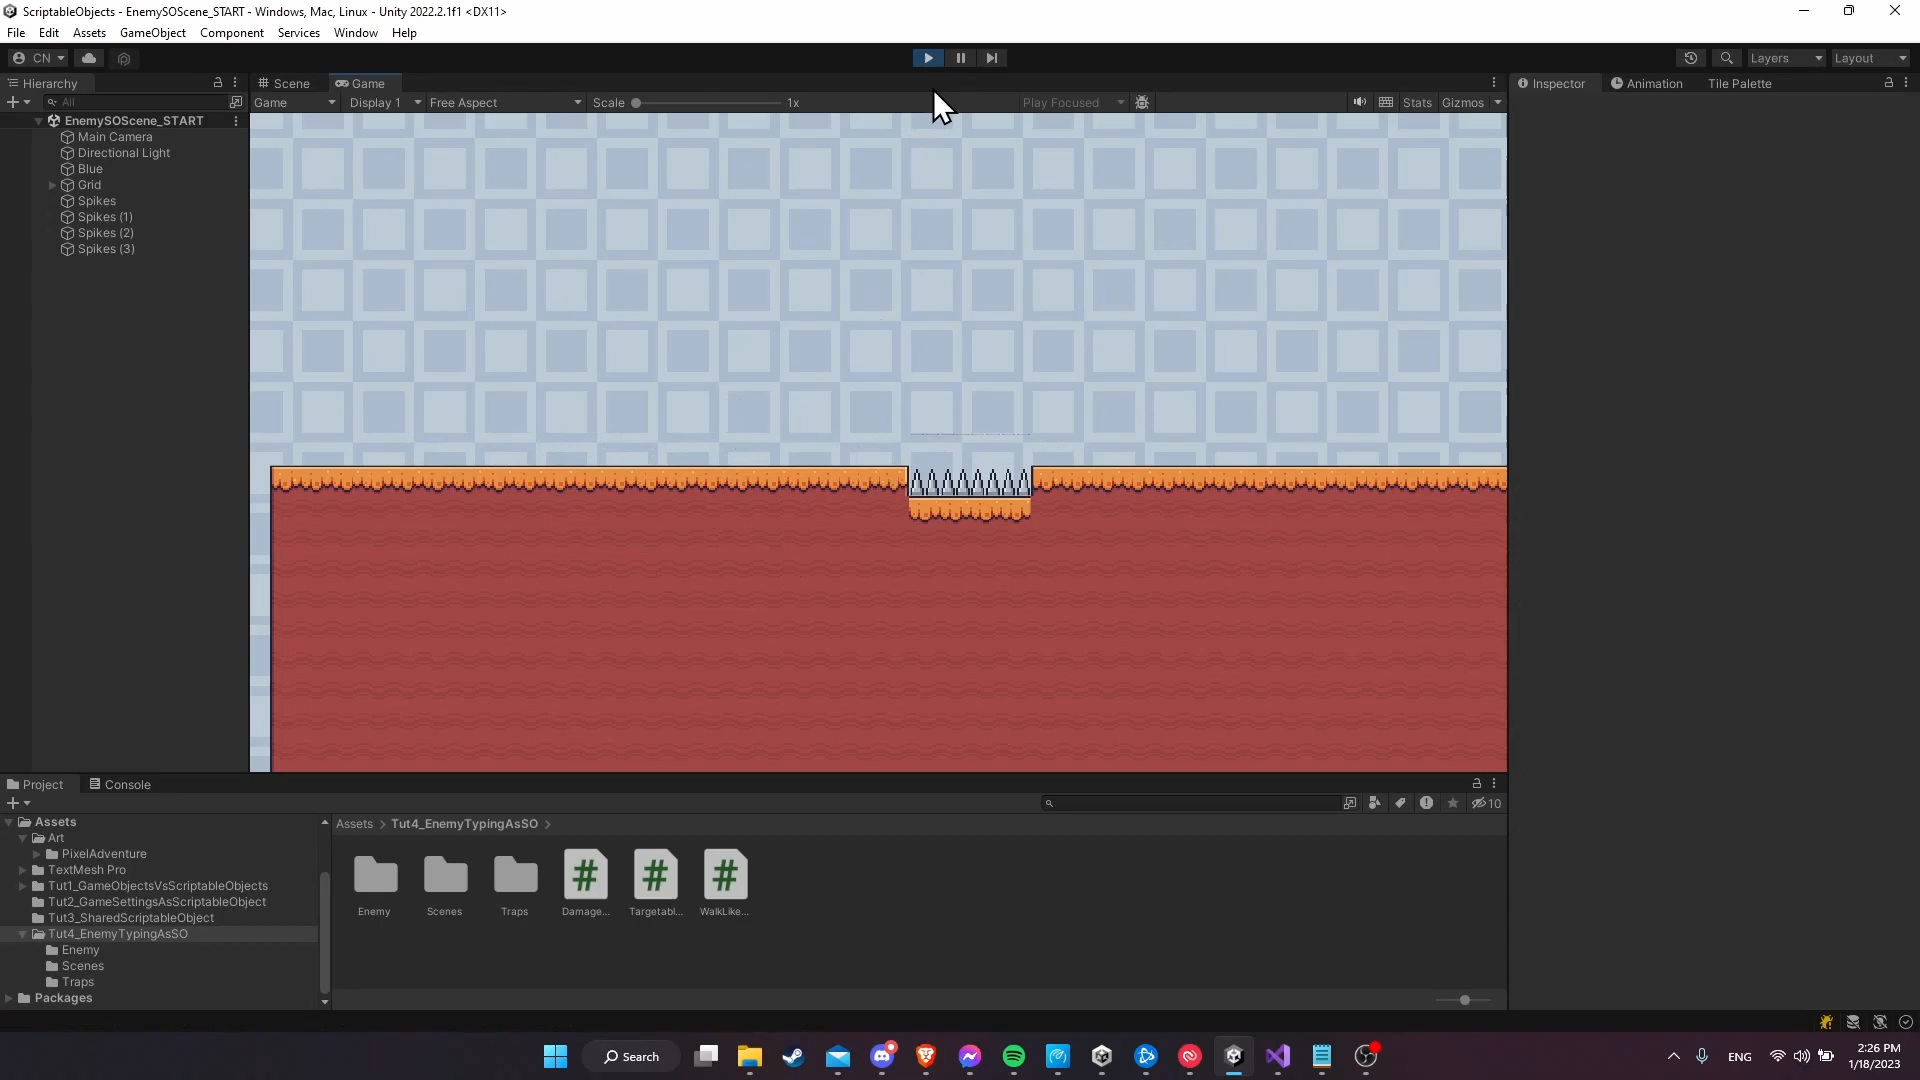 ScriptableObjects - EnemySOScene_START - Windows, Mac, Linux - Unity 2022.2.1f1 <DX11>
File Edit Assets GameObject Component Services Window Help
CN Layers Layout
Hierarchy Scene Game Inspector Animation Tile Palette
All Game Display 1 Free Aspect Scale 1x Play Focused Stats Gizmos
EnemySOScene_START
Main Camera
Directional Light
Blue
Grid
Spikes
Spikes (1)
Spikes (2)
Spikes (3)
Project Console
10
Assets
Art
PixelAdventure
TextMesh Pro
Tut1_GameObjectsVsScriptableObjects
Tut2_GameSettingsAsScriptableObject
Tut3_SharedScriptableObject
Tut4_EnemyTypingAsSO
Enemy
Scenes
Traps
Packages
Assets > Tut4_EnemyTypingAsSO >
# # #
Enemy Scenes Traps Damage... Targetabl... WalkLike...
Search ENG
2:26 PM
1/18/2023